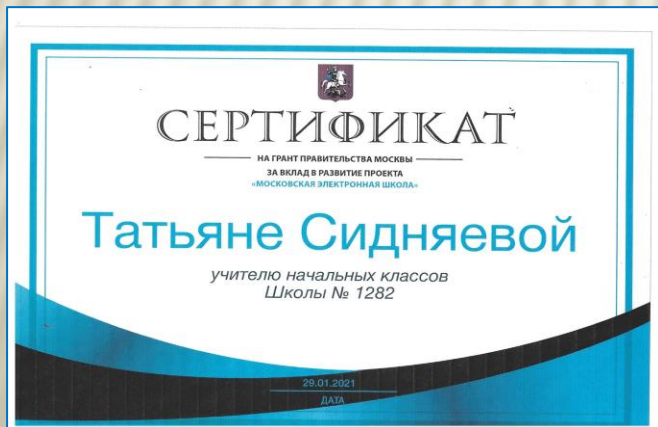 СЕРТИФИКАТ
НА ГРАНТ ПРАВИТЕЛЬСТВА МОСКВЫ
ЗА ВКЛАД В РАЗВИТИЕ ПРОЕКТА
«МОСКОВСКАЯ ЭЛЕКТРОННАЯ ШКОЛА»
Татьяне Сидняевой
учителю начальных классов
Школы № 1282
29.01.2021
ДАТА